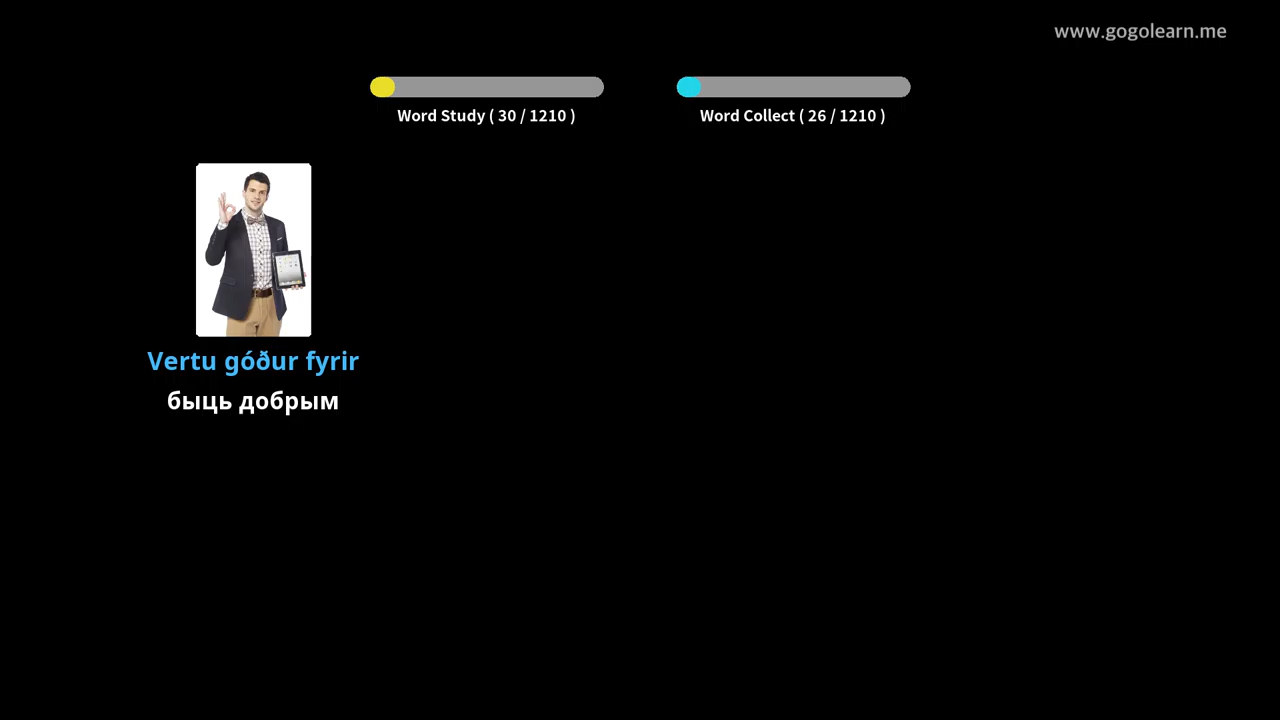 www.gogolearn.me
Word Study ( 30 / 1210 )
Word Collect ( 26 / 1210 )
Vertu góður fyrir
быць добрым